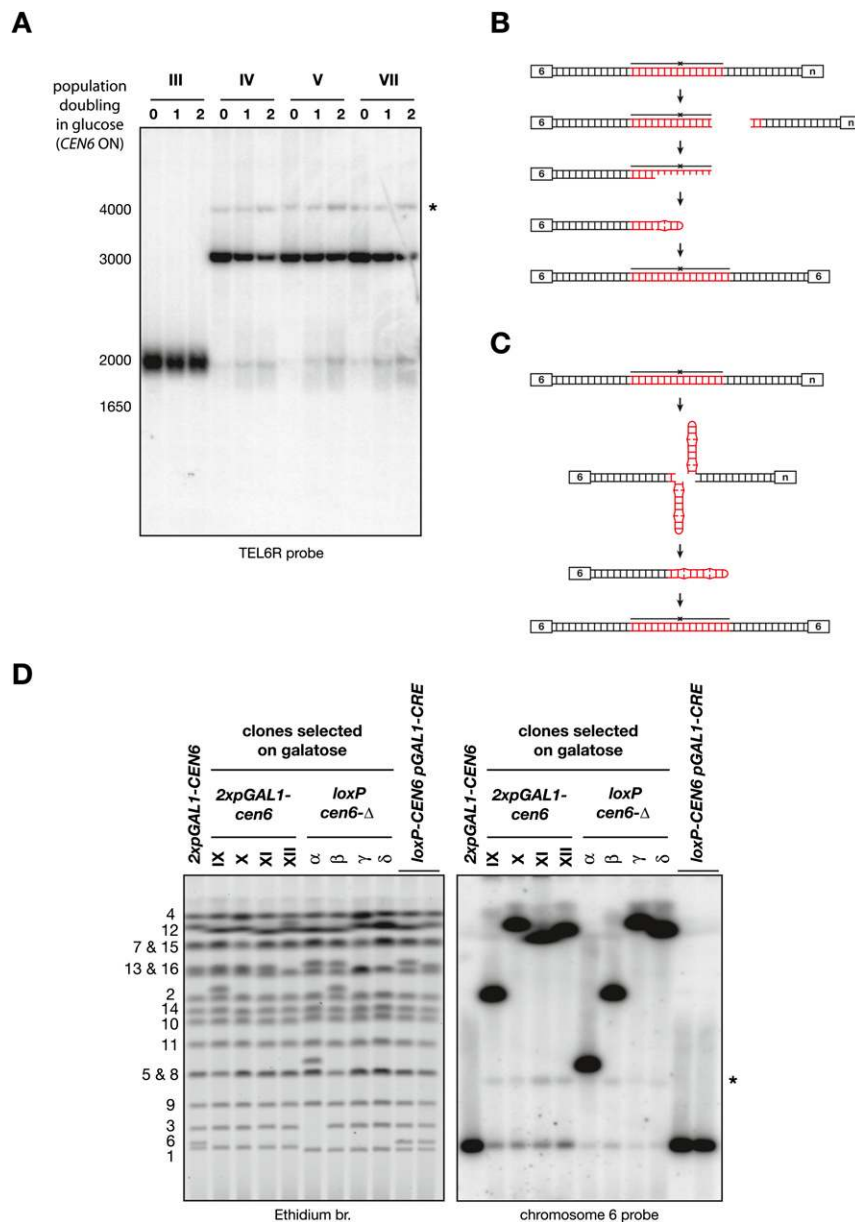 A
population
doubling
in glucose
(CEN6 ON)
III IV V VII
0 1 2 0 1 2 0 1 2 0 1 2
4000
*
3000
2000
1650
TEL6R probe
B
6 x n
6 x n
6 x
6
6 x 6
C
6 x n
6 n
6
6 x 6
D
2xpGAL1-CEN6
clones selected
on galatose
2xpGAL1-
cen6
loxP
cen6-Δ
IX X XI XII α β γ δ
loxP-CEN6 pGAL1-CRE
4
12
7 & 15
13 & 16
2
14
10
11
5 & 8
9
3
6
1
Ethidium br.
2xpGAL1-CEN6
clones selected
on galatose
2xpGAL1-
cen6
loxP
cen6-Δ
IX X XI XII α β γ δ
loxP-CEN6 pGAL1-CRE
*
chromosome 6 probe